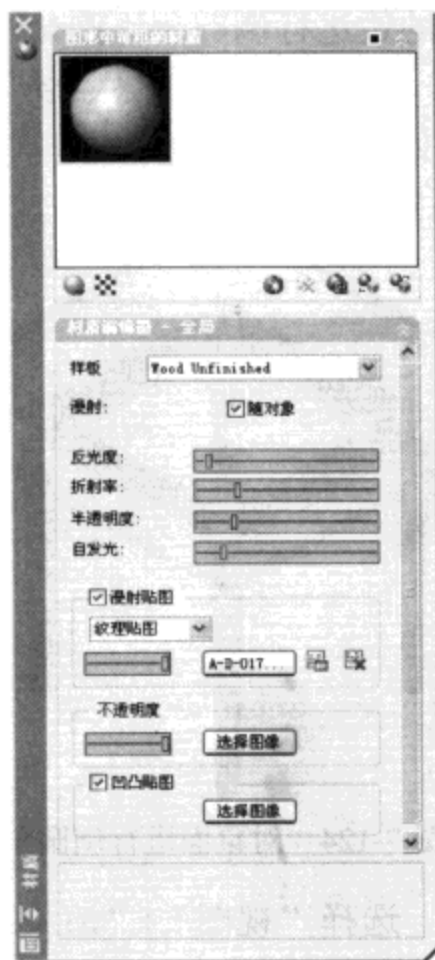 图形中可用的材质
材质编辑器 - 全局
样板 Wood Unfinished
漫射: 随对象
反光度:
折射率:
半透明度:
自发光:
漫射贴图
纹理贴图
A-D-017...
不透明度
选择图像
凹凸贴图
选择图像
材质